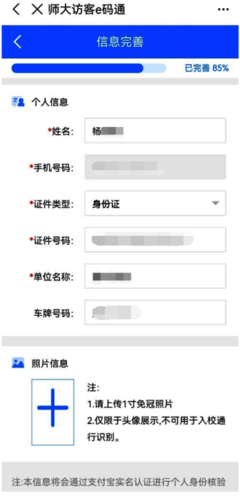 师大访客e码通
信息完善
已完善 85%
个人信息
*姓名: 杨
*手机号码:
*证件类型: 身份证
*证件号码:
*单位名称:
车牌号码:
照片信息
注:
1.请上传1寸免冠照片
2.仅限于头像展示,不可用于入校通
行识别。
注:本信息将会通过支付宝实名认证进行个人身份核验